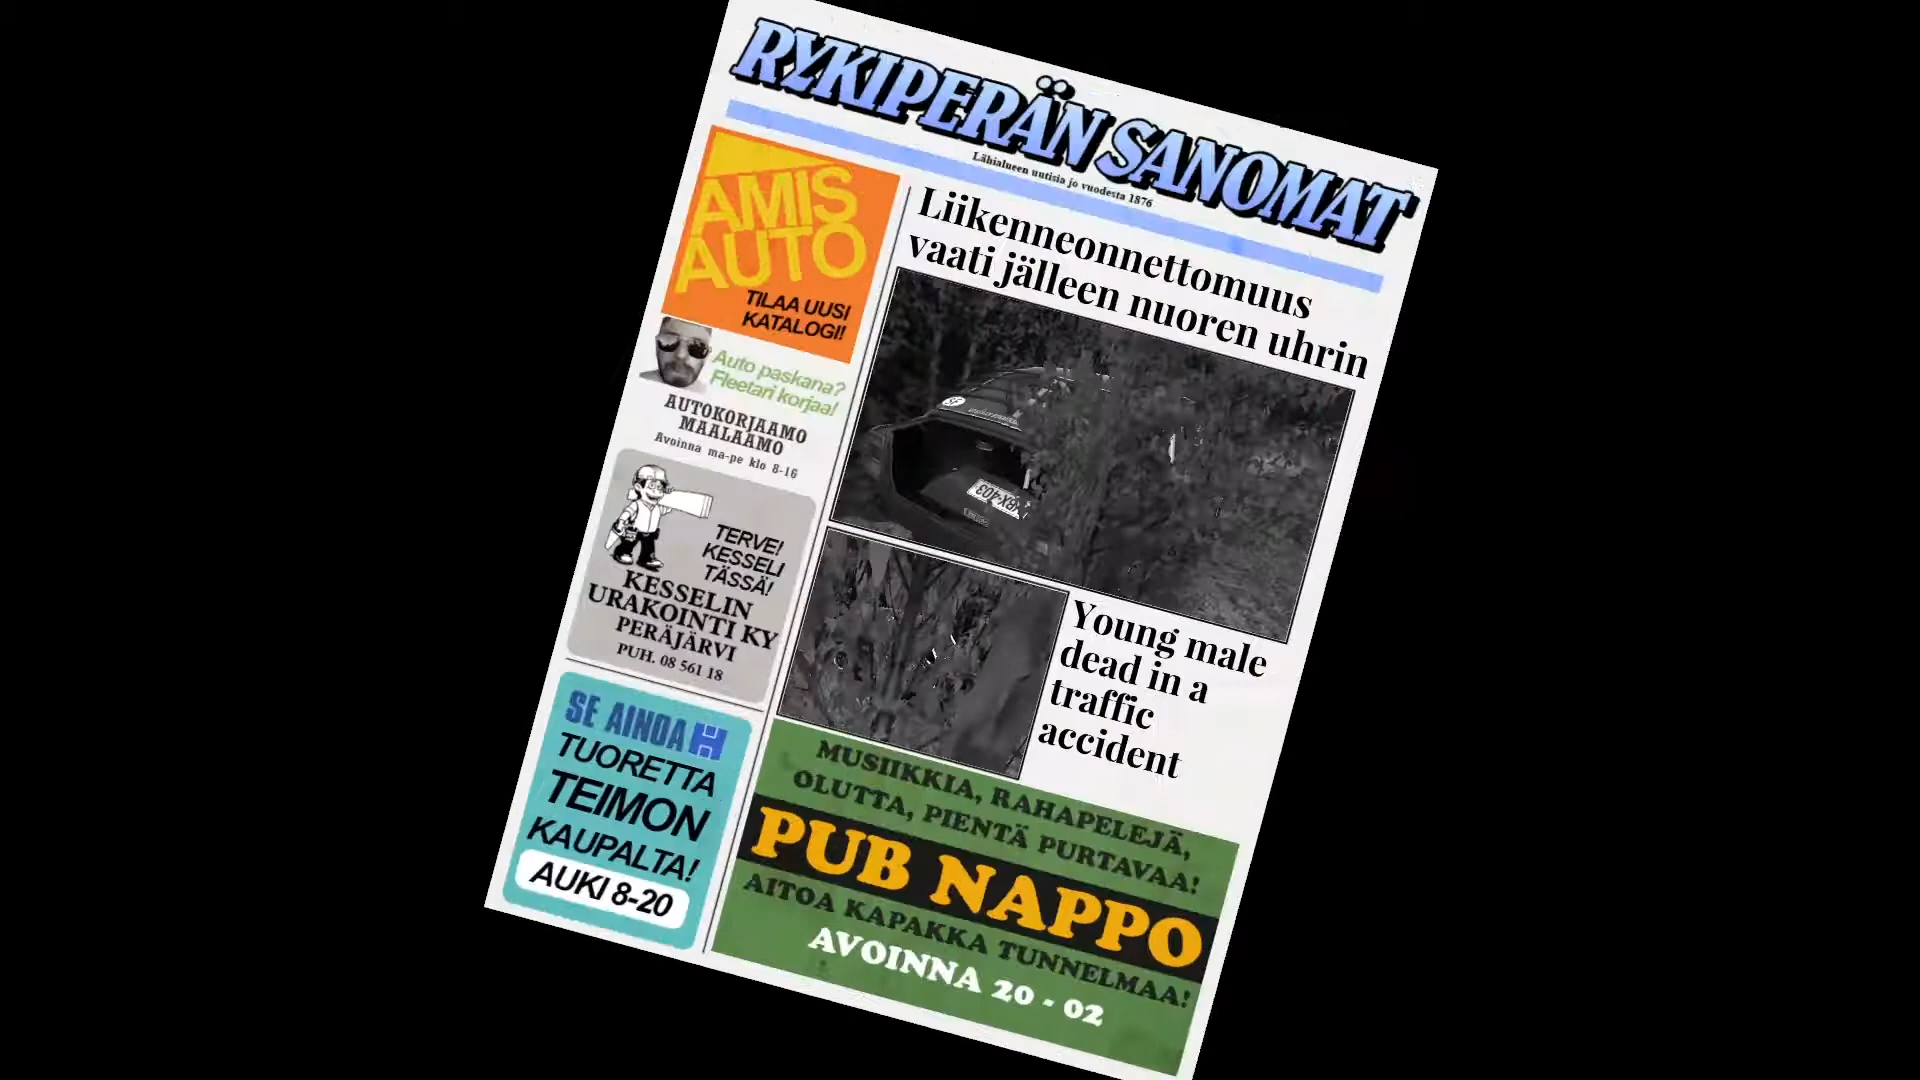 RYKIPERÄN SANOMAT
Lähialueen uutisia jo vuodesta 1876
AMIS
AUTO
TILAA UUSI
KATALOGI!
Auto paskana?
Fleetari korjaa!
AUTOKORJAAMO
MAALAAMO
Avoinna ma-pe klo 8-16
TERVE!
KESSELI
TÄSSÄ!
KESSELIN
URAKOINTI KY
PERÄJÄRVI
PUH. 08 561 18
SE AINOA
TUORETTA
TEIMON
KAUPALTA!
AUKI 8-20
Liikenneonnettomuus
vaati jälleen nuoren uhrin
SF
Young male
dead in a
traffic
accident
MUSIIKKIA, RAHAPELEJÄ,
OLUTTA, PIENTÄ PURTAVAA!
PUB NAPPO
AITOA KAPAKKA TUNNELMAA!
AVOINNA 20 - 02